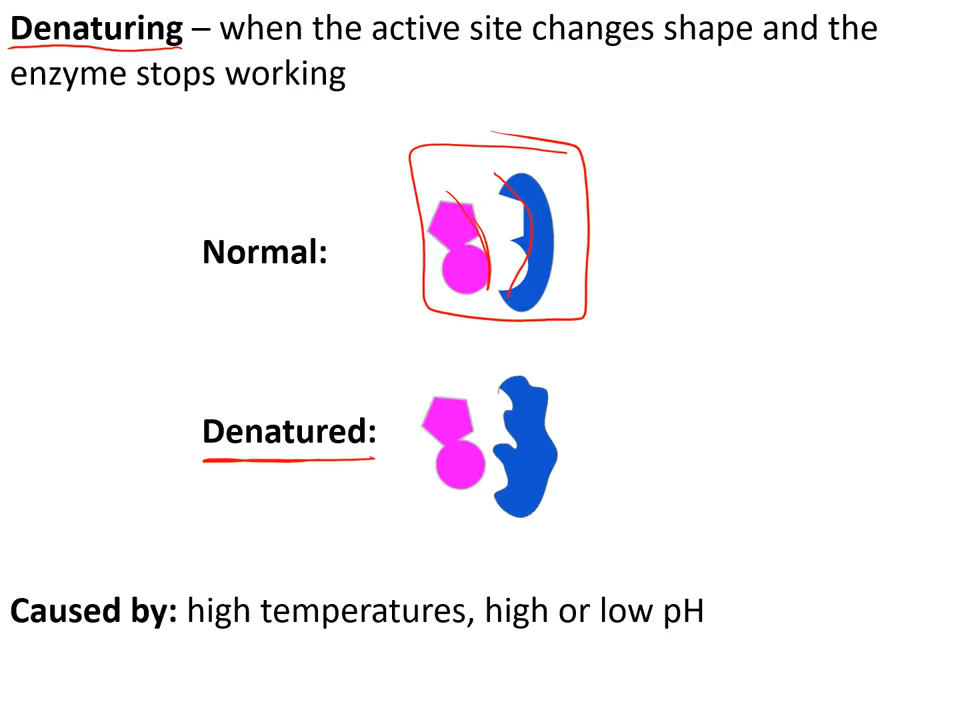 Denaturing – when the active site changes shape and the
enzyme stops working
Normal:
Denatured:
Caused by: high temperatures, high or low pH